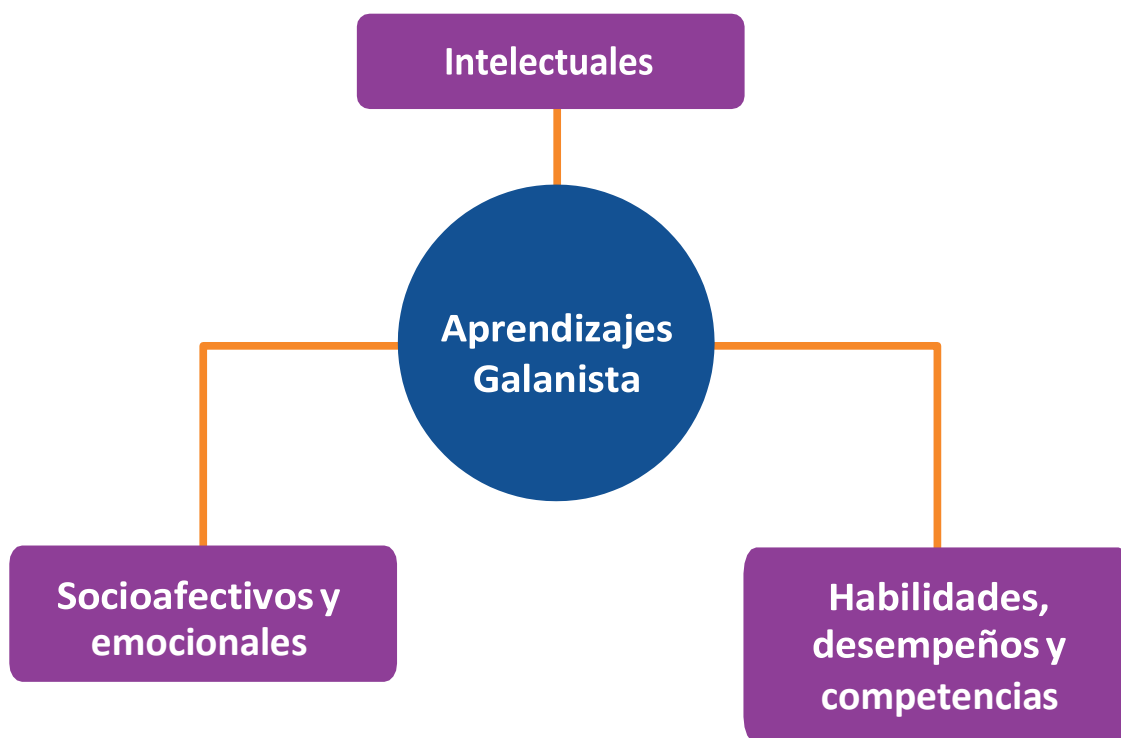 Intelectuales
Aprendizajes
Galanista
Socioafectivos y
emocionales
Habilidades,
desempeños y
competencias